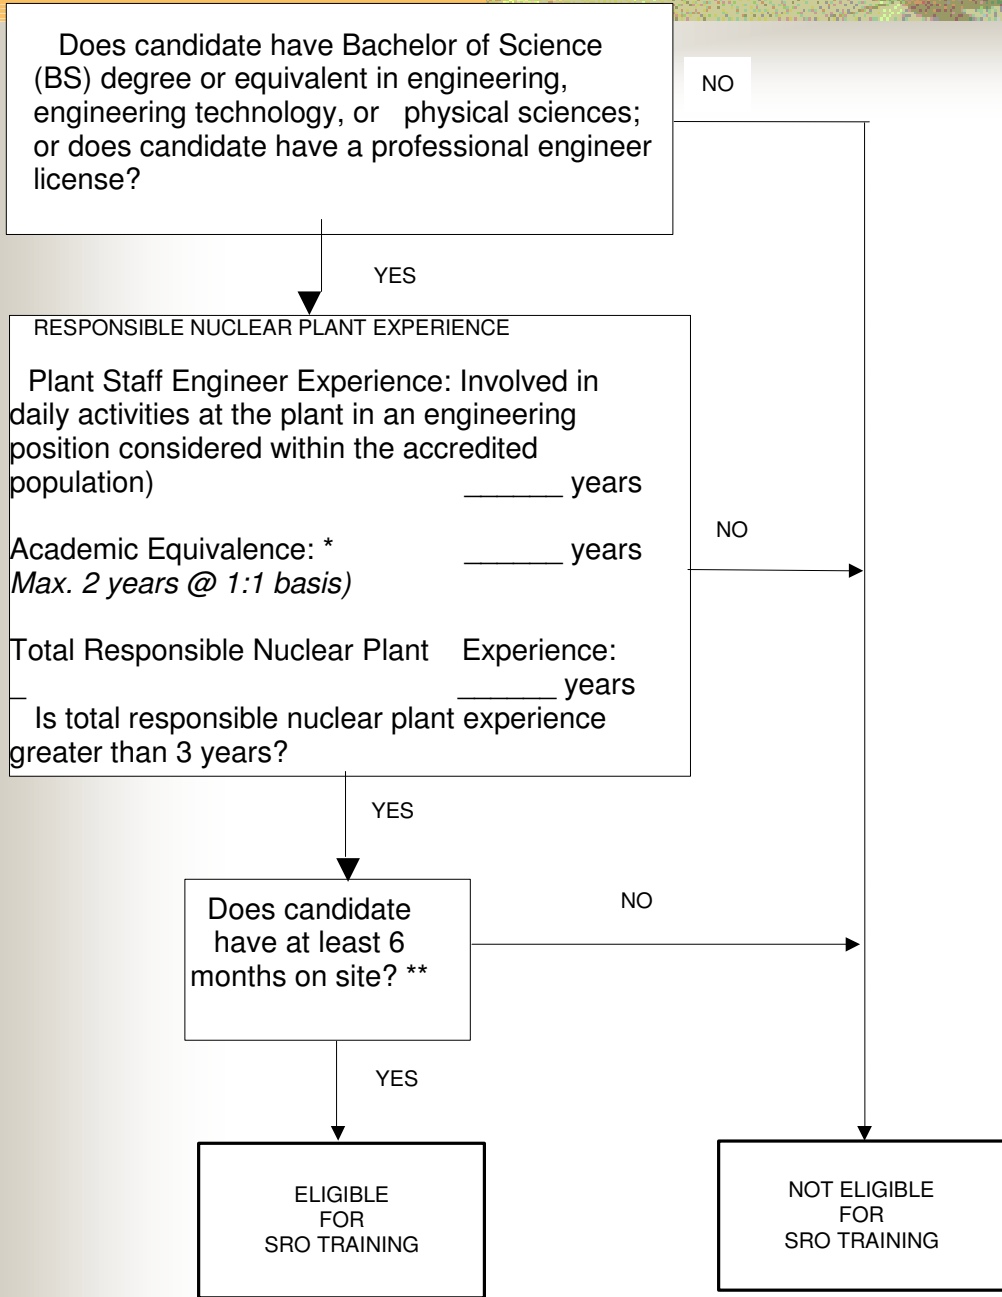 Does candidate have Bachelor of Science
(BS) degree or equivalent in engineering,
engineering technology, or physical sciences;
or does candidate have a professional engineer
license?
NO
YES
RESPONSIBLE NUCLEAR PLANT EXPERIENCE
Plant Staff Engineer Experience: Involved in
daily activities at the plant in an engineering
position considered within the accredited
population) ______ years
Academic Equivalence: * ______ years
Max. 2 years @ 1:1 basis)
Total Responsible Nuclear Plant Experience:
_ ______ years
Is total responsible nuclear plant experience
greater than 3 years?
NO
YES
Does candidate
have at least 6
months on site? **
NO
YES
ELIGIBLE
FOR
SRO TRAINING
NOT ELIGIBLE
FOR
SRO TRAINING